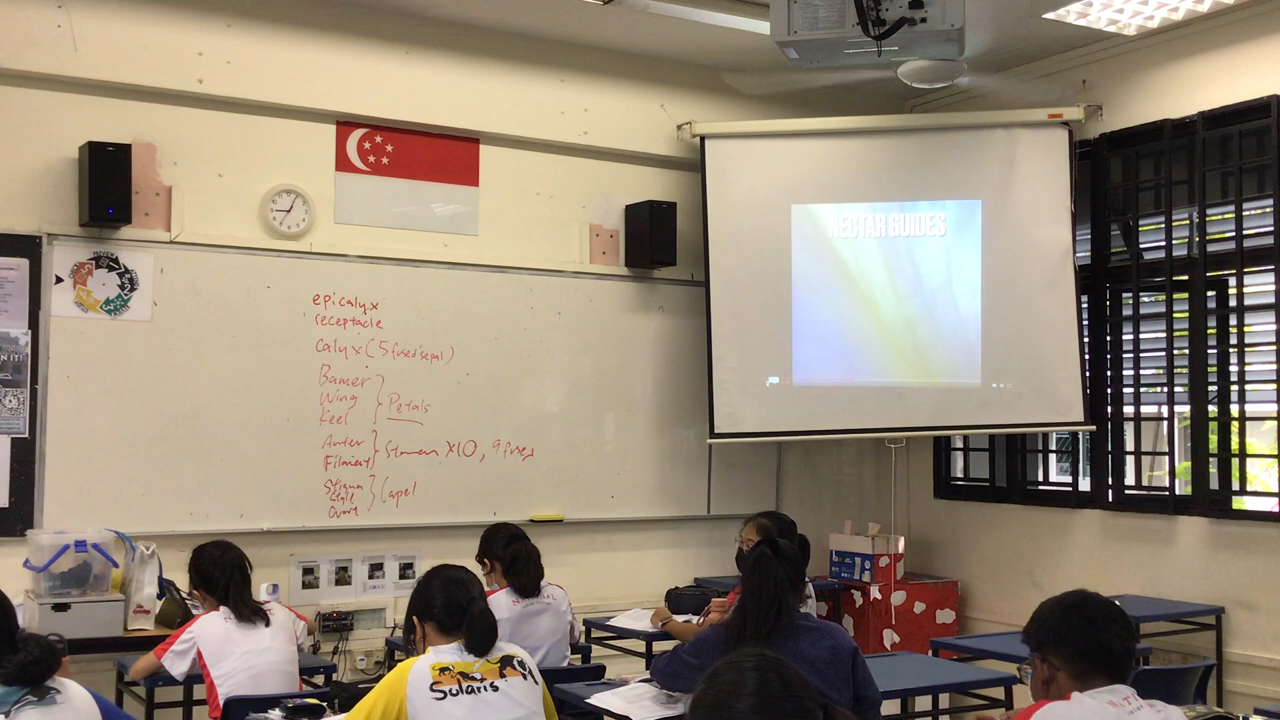 NECTAR GUIDES
epicalyx
receptacle
calyx (5 fused sepal)
Banner
Wing
Keel
Petals
Anter
Filament
Stamen X10, 9 fused
Stigma
Style
Ovary
Carpel
Solaris